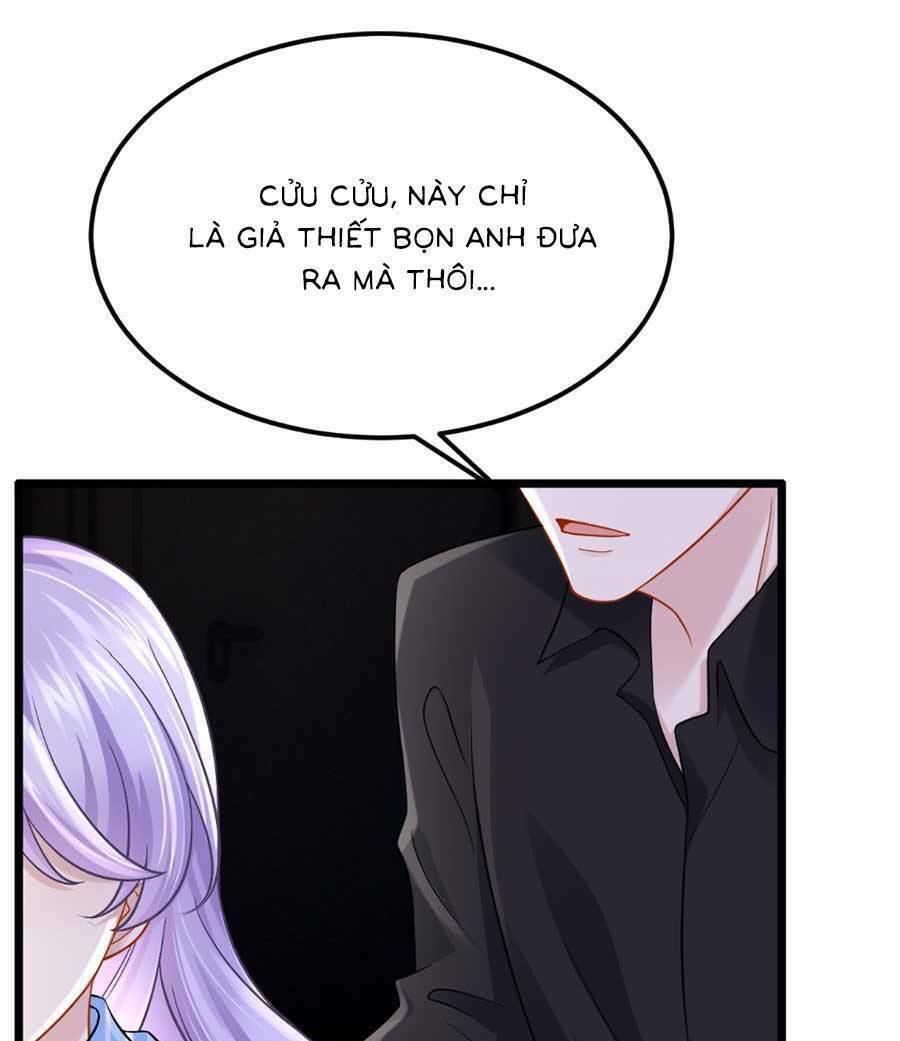 CỬU CỬU, NÀY CHỈ
LÀ GIẢ THIẾT BỌN ANH ĐƯA
RA MÀ THÔI...